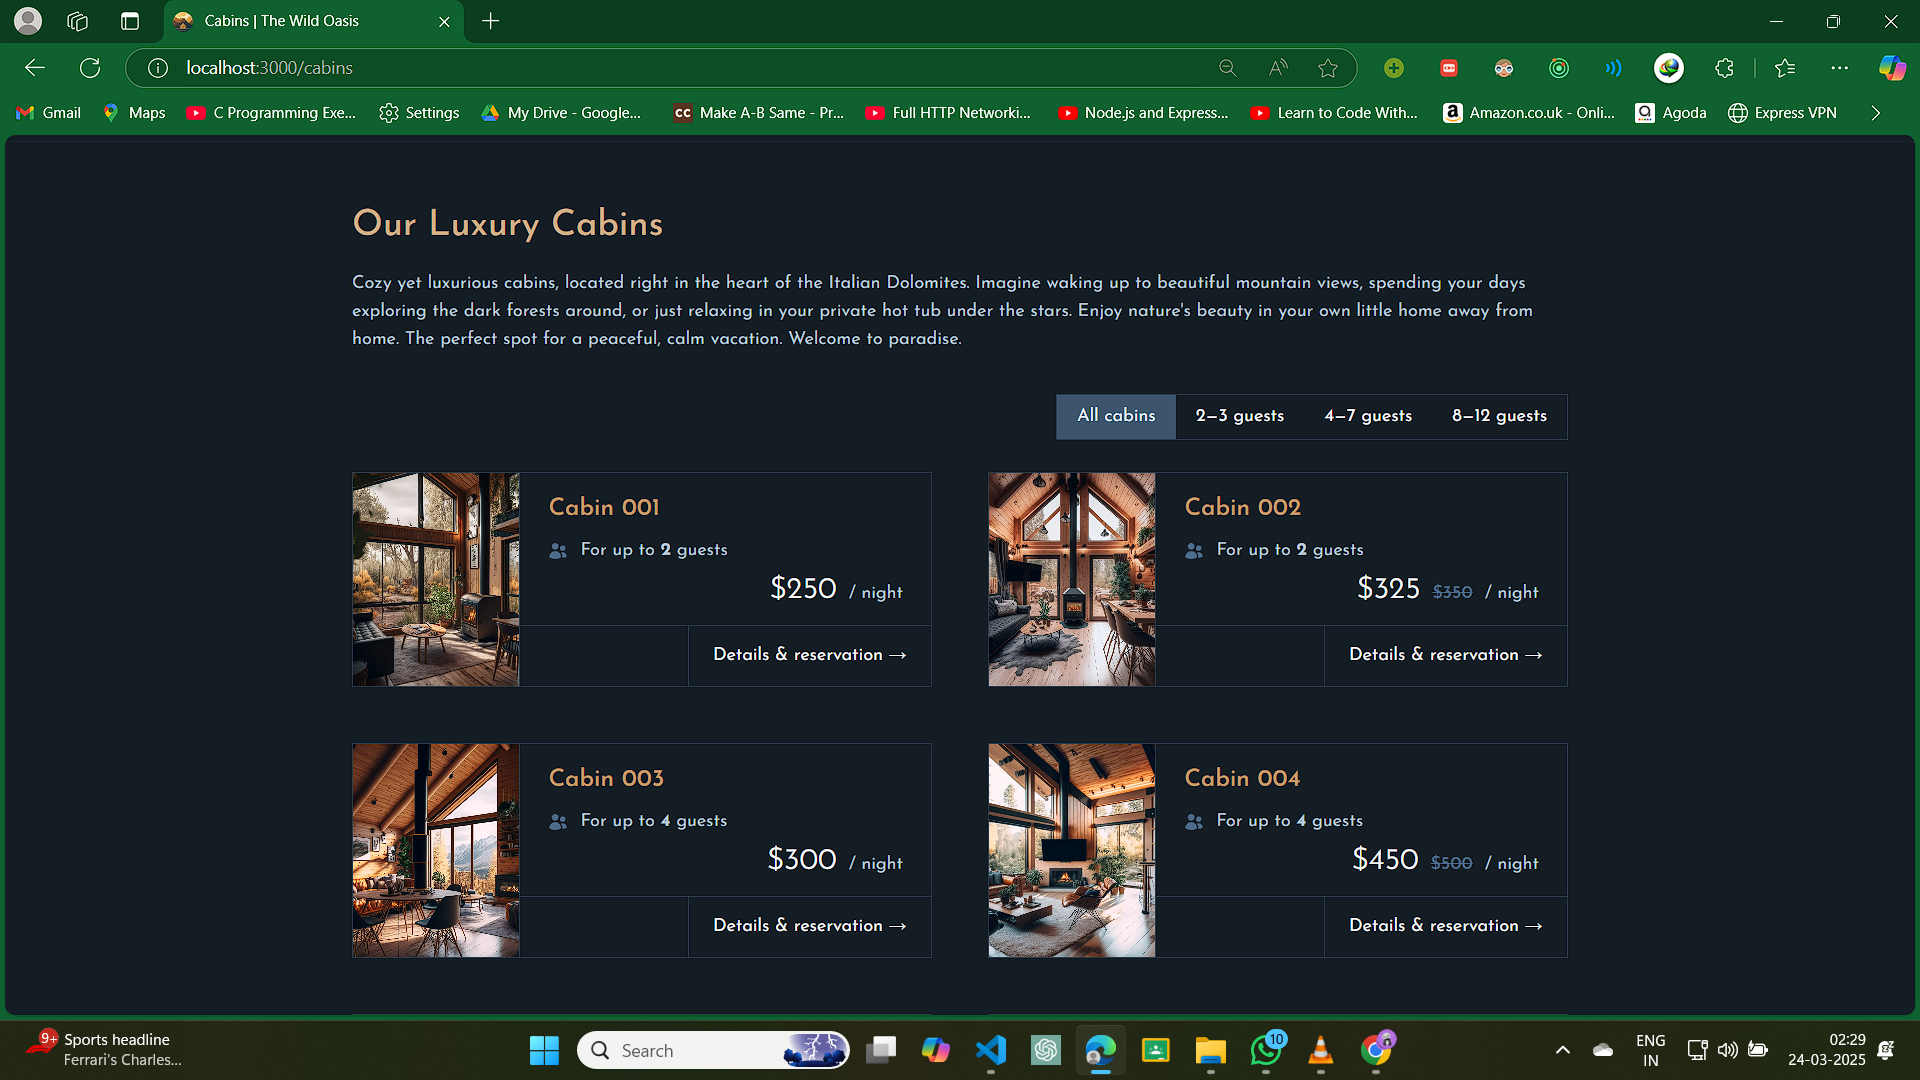 Cabins | The Wild Oasis
localhost:3000/cabins
Gmail
Maps
C Programming Exe...
Settings
My Drive - Google...
CC
Make A-B Same - Pr...
Full HTTP Networki...
Node.js and Express...
Learn to Code With...
Amazon.co.uk - Onli...
Agoda
Express VPN
Our Luxury Cabins
Cozy yet luxurious cabins, located right in the heart of the Italian Dolomites. Imagine waking up to beautiful mountain views, spending your days
exploring the dark forests around, or just relaxing in your private hot tub under the stars. Enjoy nature's beauty in your own little home away from
home. The perfect spot for a peaceful, calm vacation. Welcome to paradise.
All cabins 2–3 guests 4–7 guests 8–12 guests
Cabin 001
For up to 2 guests
$250 / night
Details & reservation →
Cabin 002
For up to 2 guests
$325 $350 / night
Details & reservation →
Cabin 003
For up to 4 guests
$300 / night
Details & reservation →
Cabin 004
For up to 4 guests
$450 $500 / night
Details & reservation →
9+
Sports headline
Ferrari's Charles...
Search
10
ENG
IN
02:29
24-03-2025